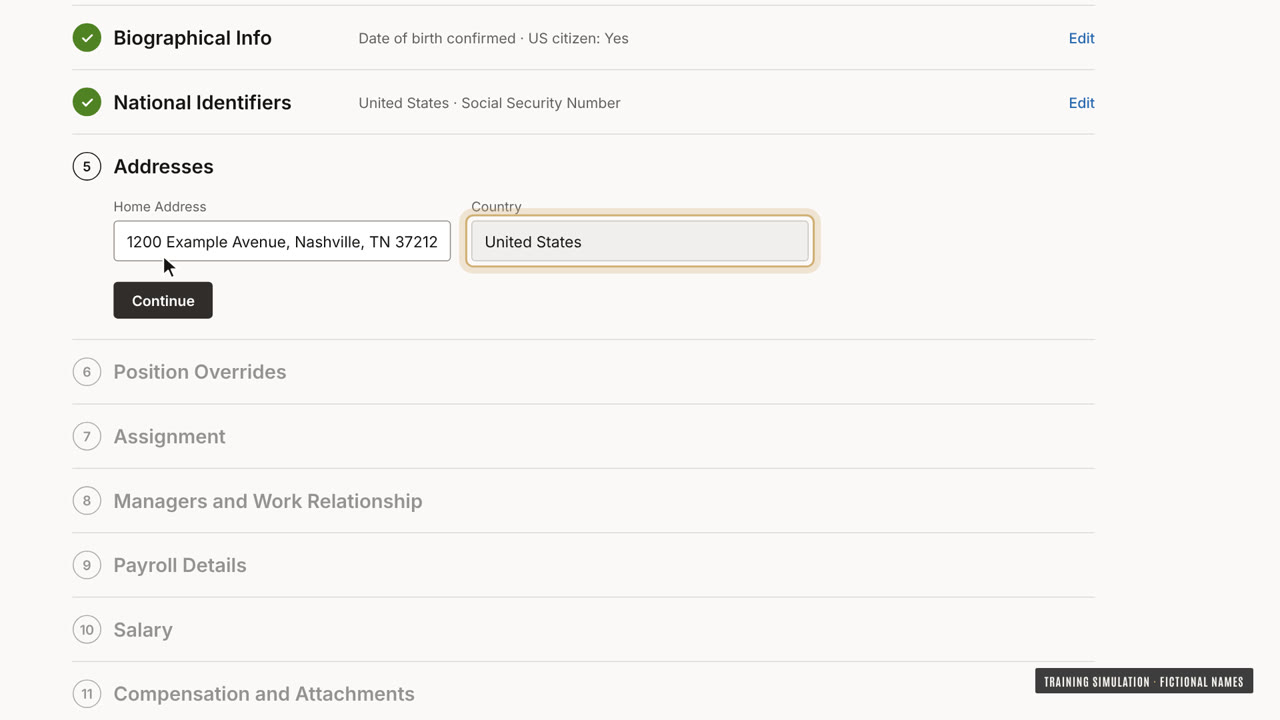 Biographical Info
Date of birth confirmed · US citizen: Yes
Edit
National Identifiers
United States · Social Security Number
Edit
5
Addresses
Home Address
Country
1200 Example Avenue, Nashville, TN 37212
United States
Continue
6
Position Overrides
7
Assignment
8
Managers and Work Relationship
9
Payroll Details
10
Salary
11
Compensation and Attachments
TRAINING SIMULATION · FICTIONAL NAMES